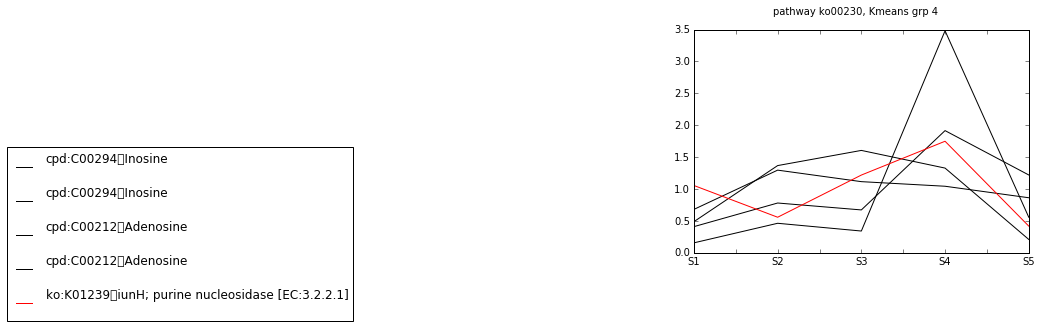 pathway ko00230, Kmeans grp 4
3.5
3.0
2.5
2.0
1.5
1.0
0.5
0.0
S1 S2 S3 S4 S5
cpd:C00294▯Inosine
cpd:C00294▯Inosine
cpd:C00212▯Adenosine
cpd:C00212▯Adenosine
ko:K01239▯iunH; purine nucleosidase [EC:3.2.2.1]